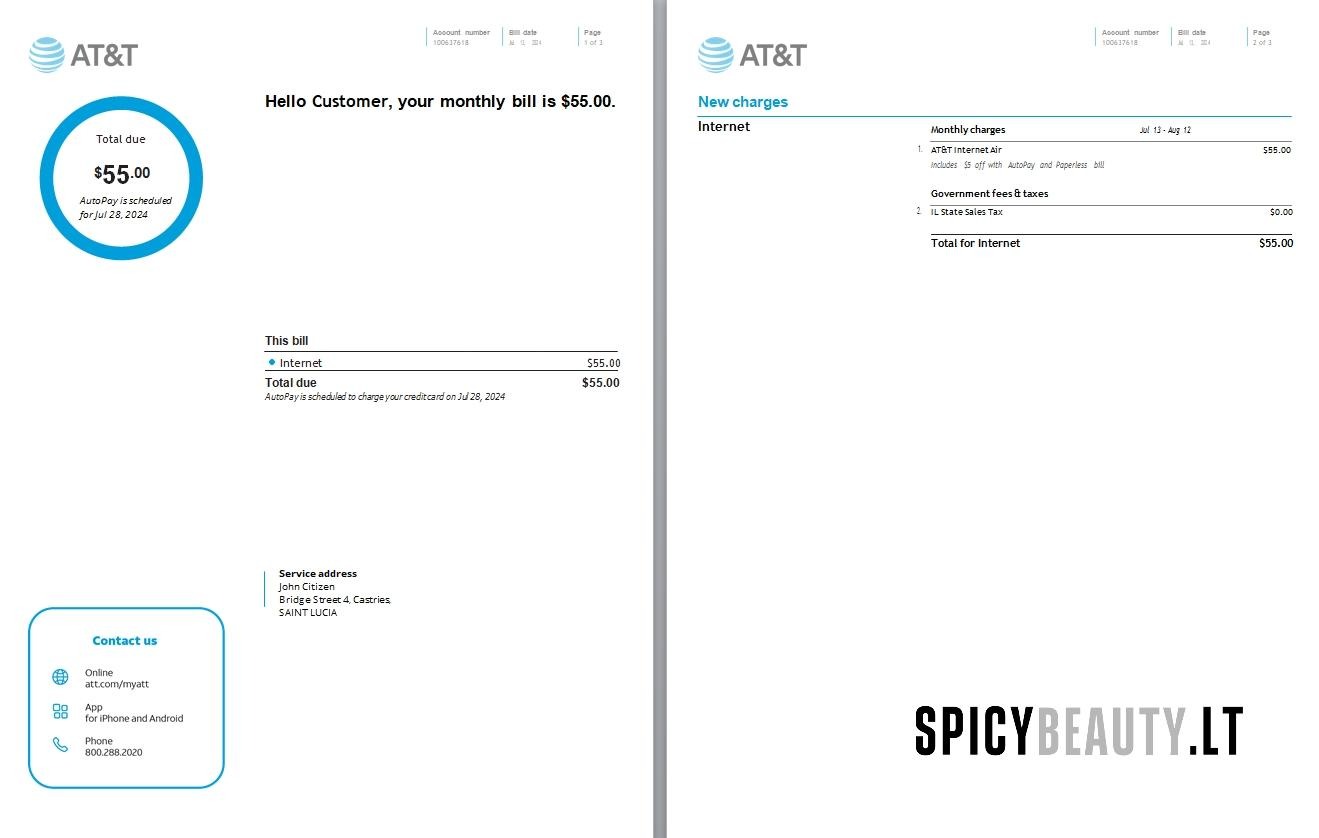 AT&T
Account number
100637618
Bill date
Jul 12, 2024
Page
1 of 3
Hello Customer, your monthly bill is $55.00.
Total due
$55.00
AutoPay is scheduled
for Jul 28, 2024
This bill
Internet $55.00
Total due $55.00
AutoPay is scheduled to charge your credit card on Jul 28, 2024
Service address
John Citizen
Bridge Street 4, Castries,
SAINT LUCIA
Contact us
Online
att.com/myatt
App
for iPhone and Android
Phone
800.288.2020
AT&T
Account number
100637618
Bill date
Page
2 of 3
New charges
Internet
Monthly charges Jul 13 - Aug 12
1. AT&T Internet Air $55.00
Includes $5 off with AutoPay and Paperless bill
Government fees & taxes
2. IL State Sales Tax $0.00
Total for Internet $55.00
SPICYBEAUTY.LT